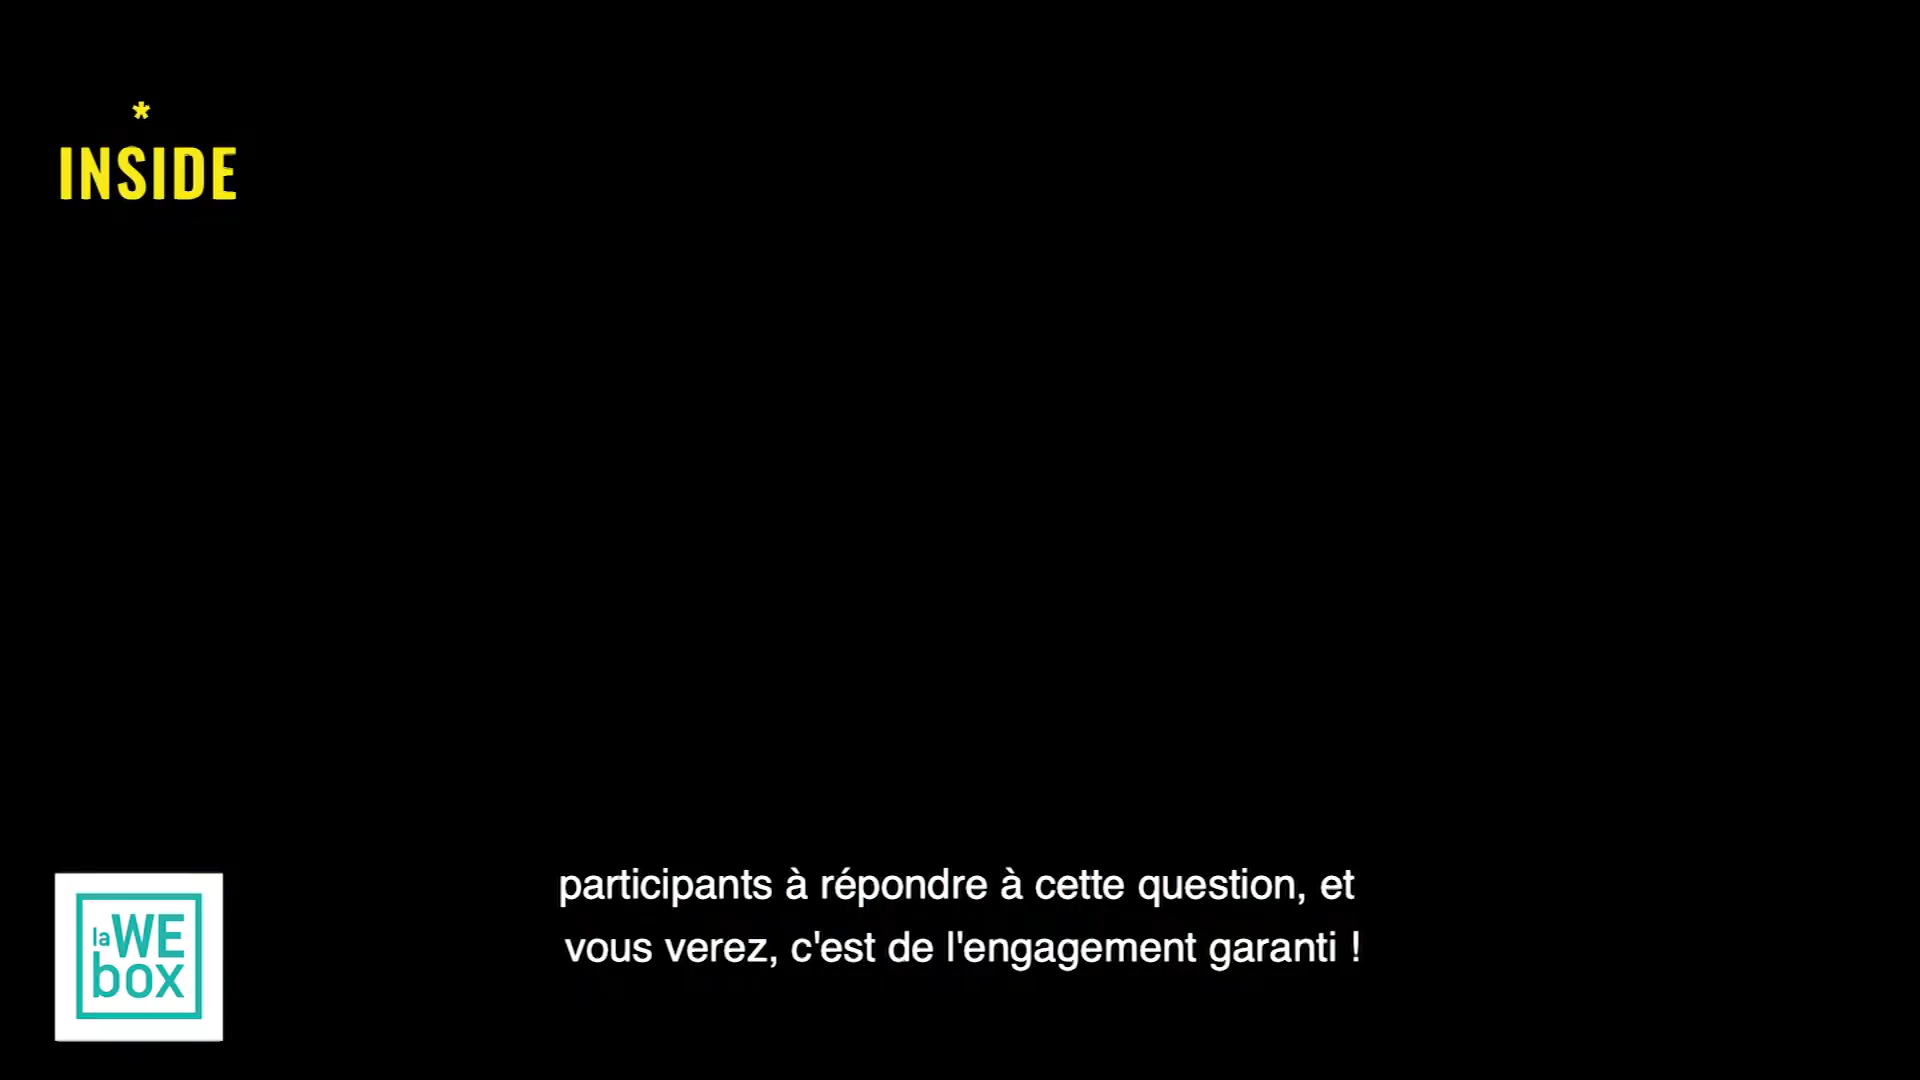 *
INSIDE
participants à répondre à cette question, et
vous verez, c'est de l'engagement garanti !
la WE
box